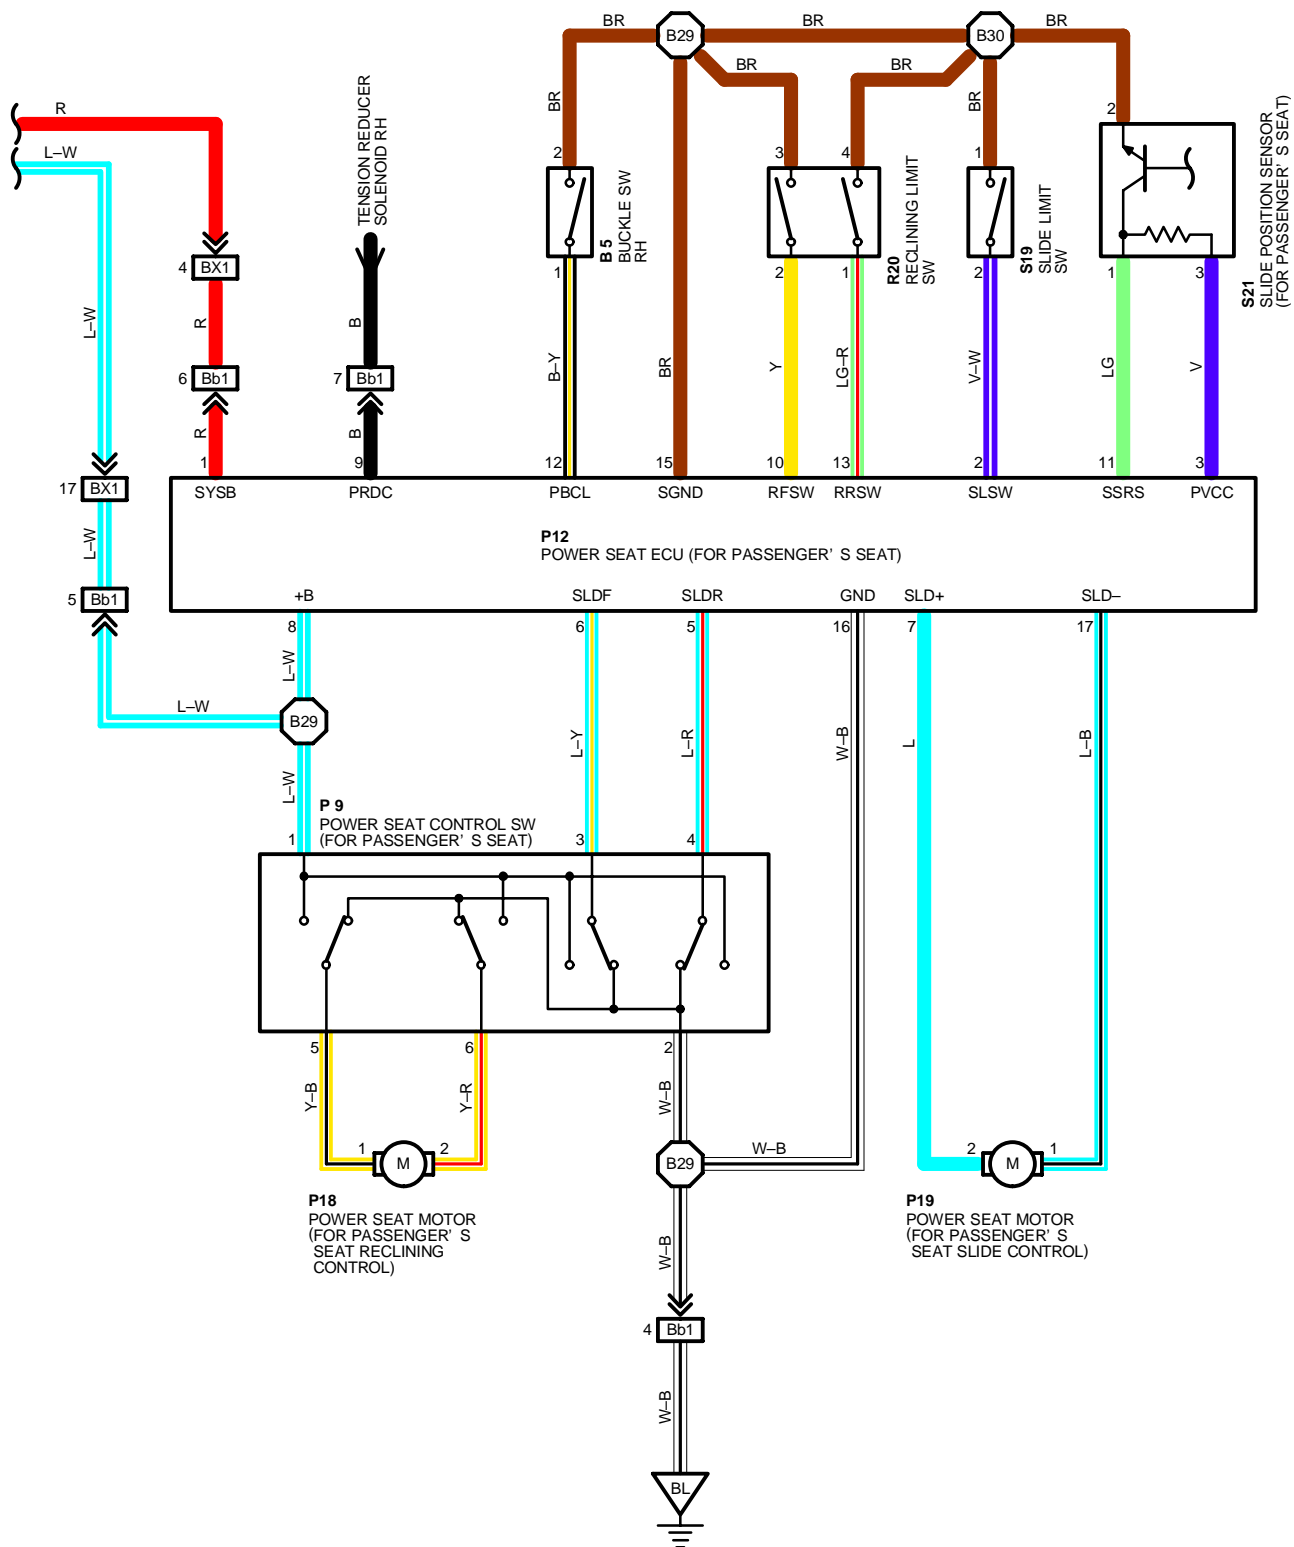 BR
B29
BR
B30
BR
BR
BR
R
L–W
TENSION REDUCER
SOLENOID RH
BR
BR
2
2
3
4
1
B 5
BUCKLE SW
RH
R20
RECLINING LIMIT
SW
S19
SLIDE LIMIT
SW
S21
SLIDE POSITION SENSOR
(FOR PASSENGER' S SEAT)
4
BX1
1
2
1
2
1
3
L–W
R
B
B–Y
BR
Y
LG–R
V–W
LG
V
6
Bb1
7
Bb1
R
B
1
9
12
15
10
13
2
11
3
17
BX1
SYSB
PRDC
PBCL
SGND
RFSW
RRSW
SLSW
SSRS
PVCC
L–W
P12
POWER SEAT ECU (FOR PASSENGER' S SEAT)
5
Bb1
+B
SLDF
SLDR
GND
SLD+
SLD–
8
6
5
16
7
17
L–W
L–W
B29
L–Y
L–R
W–B
L
L–B
L–W
P 9
POWER SEAT CONTROL SW
(FOR PASSENGER' S SEAT)
1
3
4
5
6
2
Y–B
Y–R
W–B
1
M
2
B29
W–B
2
M
1
P18
POWER SEAT MOTOR
(FOR PASSENGER' S
SEAT RECLINING
CONTROL)
P19
POWER SEAT MOTOR
(FOR PASSENGER' S
SEAT SLIDE CONTROL)
W–B
4
Bb1
W–B
BL